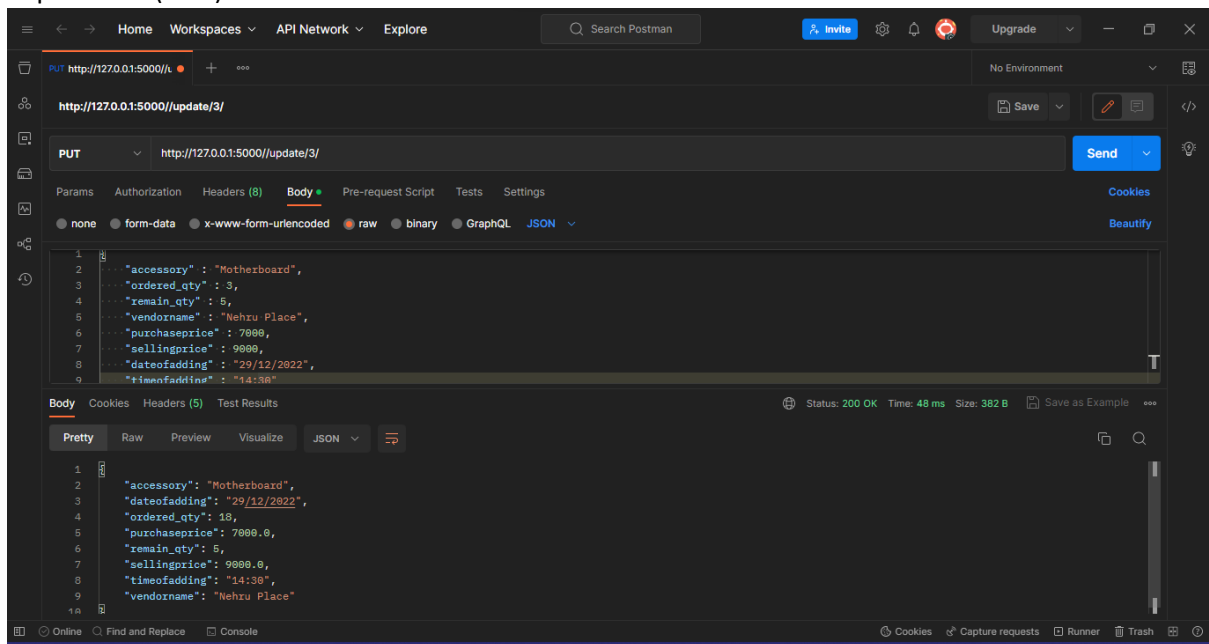 Home Workspaces API Network Explore Search Postman Invite Upgrade
PUT http://127.0.0.1:5000//u No Environment
http://127.0.0.1:5000//update/3/ Save
PUT http://127.0.0.1:5000//update/3/ Send
Params Authorization Headers (8) Body Pre-request Script Tests Settings Cookies
none form-data x-www-form-urlencoded raw binary GraphQL JSON Beautify
1 {
2 "accessory" : "Motherboard",
3 "ordered_qty" : 3,
4 "remain_qty" : 5,
5 "vendorname" : "Nehru Place",
6 "purchaseprice" : 7000,
7 "sellingprice" : 9000,
8 "dateofadding" : "29/12/2022",
9 "timeofadding" : "14:30"
Body Cookies Headers (5) Test Results Status: 200 OK Time: 48 ms Size: 382 B Save as Example
Pretty Raw Preview Visualize JSON
1 {
2 "accessory": "Motherboard",
3 "dateofadding": "29/12/2022",
4 "ordered_qty": 18,
5 "purchaseprice": 7000.0,
6 "remain_qty": 5,
7 "sellingprice": 9000.0,
8 "timeofadding": "14:30",
9 "vendorname": "Nehru Place"
10 }
Online Find and Replace Console Cookies Capture requests Runner Trash